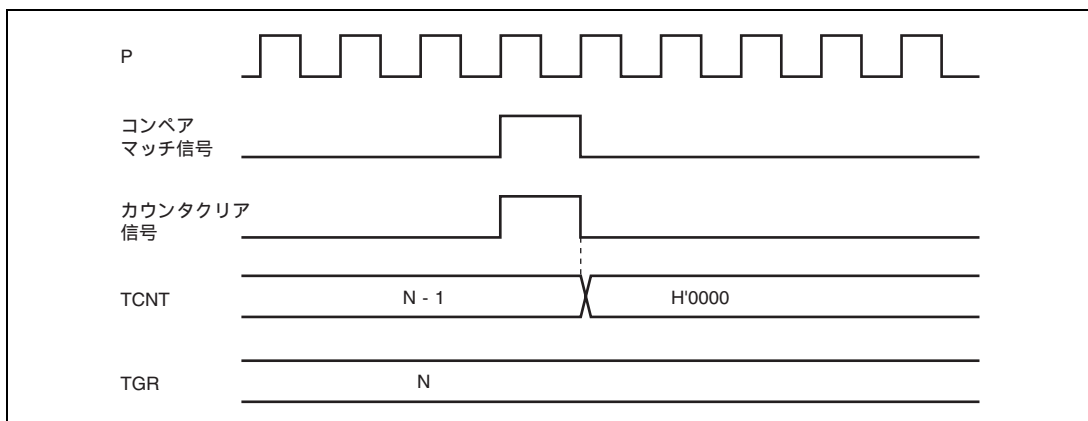 P
コンペア
マッチ信号
カウンタクリア
信号
TCNT
N - 1
H'0000
TGR
N